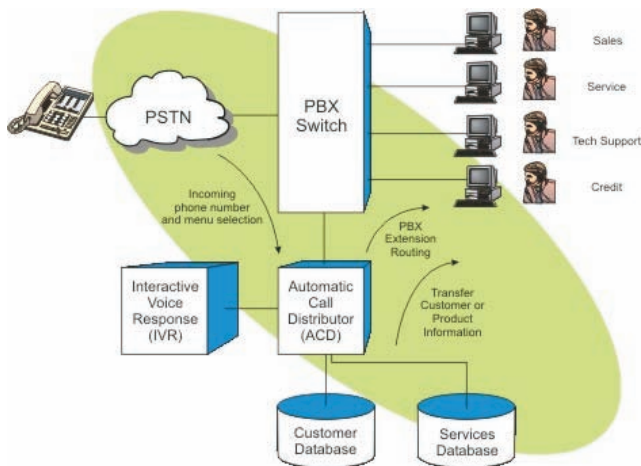 PSTN
PBX
Switch
Sales
Service
Tech Support
Credit
Incoming
phone number
and menu selection
PBX
Extension
Routing
Interactive
Voice
Response
(IVR)
Automatic
Call
Distributor
(ACD)
Transfer
Customer or
Product
Information
Customer
Database
Services
Database